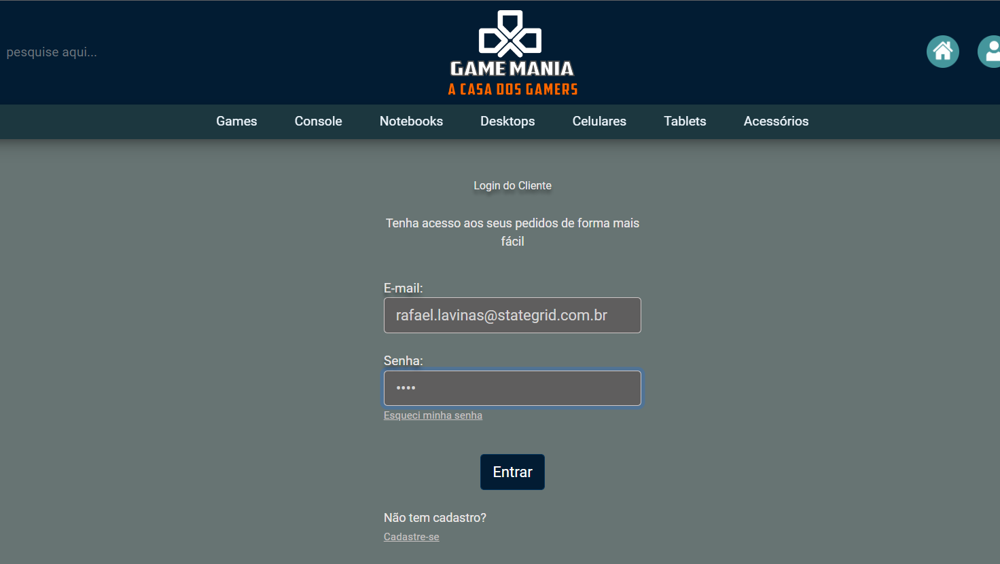 pesquise aqui...
GAME MANIA
A CASA DOS GAMERS
Games Console Notebooks Desktops Celulares Tablets Acessórios
Login do Cliente
Tenha acesso aos seus pedidos de forma mais
fácil
E-mail:
rafael.lavinas@stategrid.com.br
Senha:
••••
Esqueci minha senha
Entrar
Não tem cadastro?
Cadastre-se